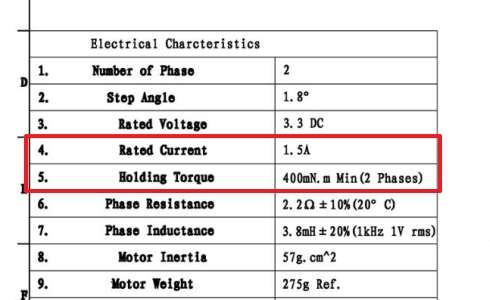 Electrical Charcteristics
1. Number of Phase 2
D
2. Step Angle 1.8°
3. Rated Voltage 3.3 DC
4. Rated Current 1.5A
5. Holding Torque 400mN.m Min(2 Phases)
6. Phase Resistance 2.2Ω±10%(20° C)
7. Phase Inductance 3.8mH±20%(1kHz 1V rms)
8. Motor Inertia 57g.cm^2
9. Motor Weight 275g Ref.
F